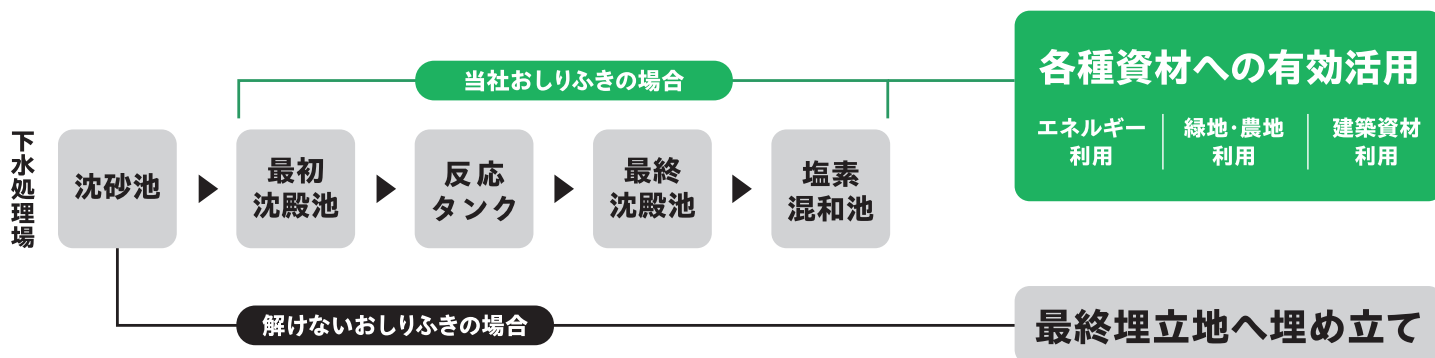 当社おしりふきの場合
各種資材への有効活用
エネルギー
利用
緑地・農地
利用
建築資材
利用
下水処理場
沈砂池
最初
沈殿池
反応
タンク
最終
沈殿池
塩素
混和池
解けないおしりふきの場合
最終埋立地へ埋め立て